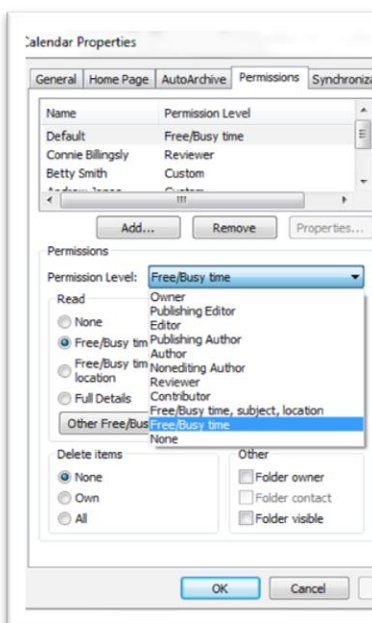 Calendar Properties
General Home Page AutoArchive Permissions Synchroniza
Name Permission Level
Default Free/Busy time
Connie Billingsly Reviewer
Betty Smith Custom
Add... Remove Properties...
Permissions
Permission Level: Free/Busy time
Owner
Publishing Editor
Editor
Publishing Author
Author
Nonediting Author
Reviewer
Contributor
Free/Busy time, subject, location
Free/Busy time
None
Read
None
Free/Busy tim
Free/Busy tim
location
Full Details
Other Free/Bus
Delete items Other
None Folder owner
Own Folder contact
All Folder visible
OK Cancel